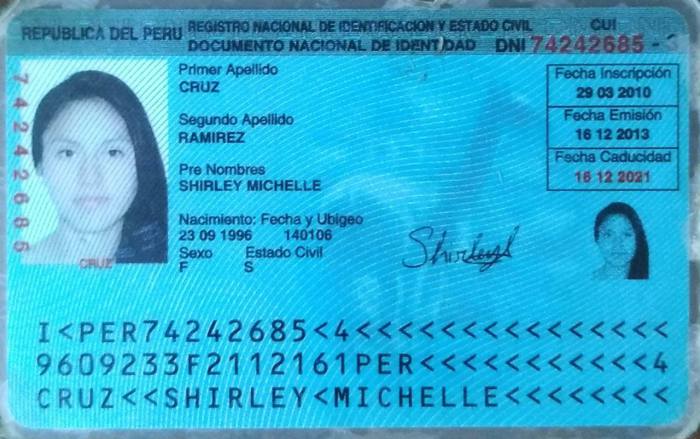 REPUBLICA DEL PERU
REGISTRO NACIONAL DE IDENTIFICACION Y ESTADO CIVIL
DOCUMENTO NACIONAL DE IDENTIDAD
CUI
DNI 74242685 -
74242685
CRUZ
Primer Apellido
CRUZ
Segundo Apellido
RAMIREZ
Pre Nombres
SHIRLEY MICHELLE
Nacimiento: Fecha y Ubigeo
23 09 1996 140106
Sexo Estado Civil
F S
Fecha Inscripción
29 03 2010
Fecha Emisión
16 12 2013
Fecha Caducidad
16 12 2021
Shirley
I<PER74242685<4<<<<<<<<<<<<<<<
9609233F2112161PER<<<<<<<<<<<4
CRUZ<<SHIRLEY<MICHELLE<<<<<<<<